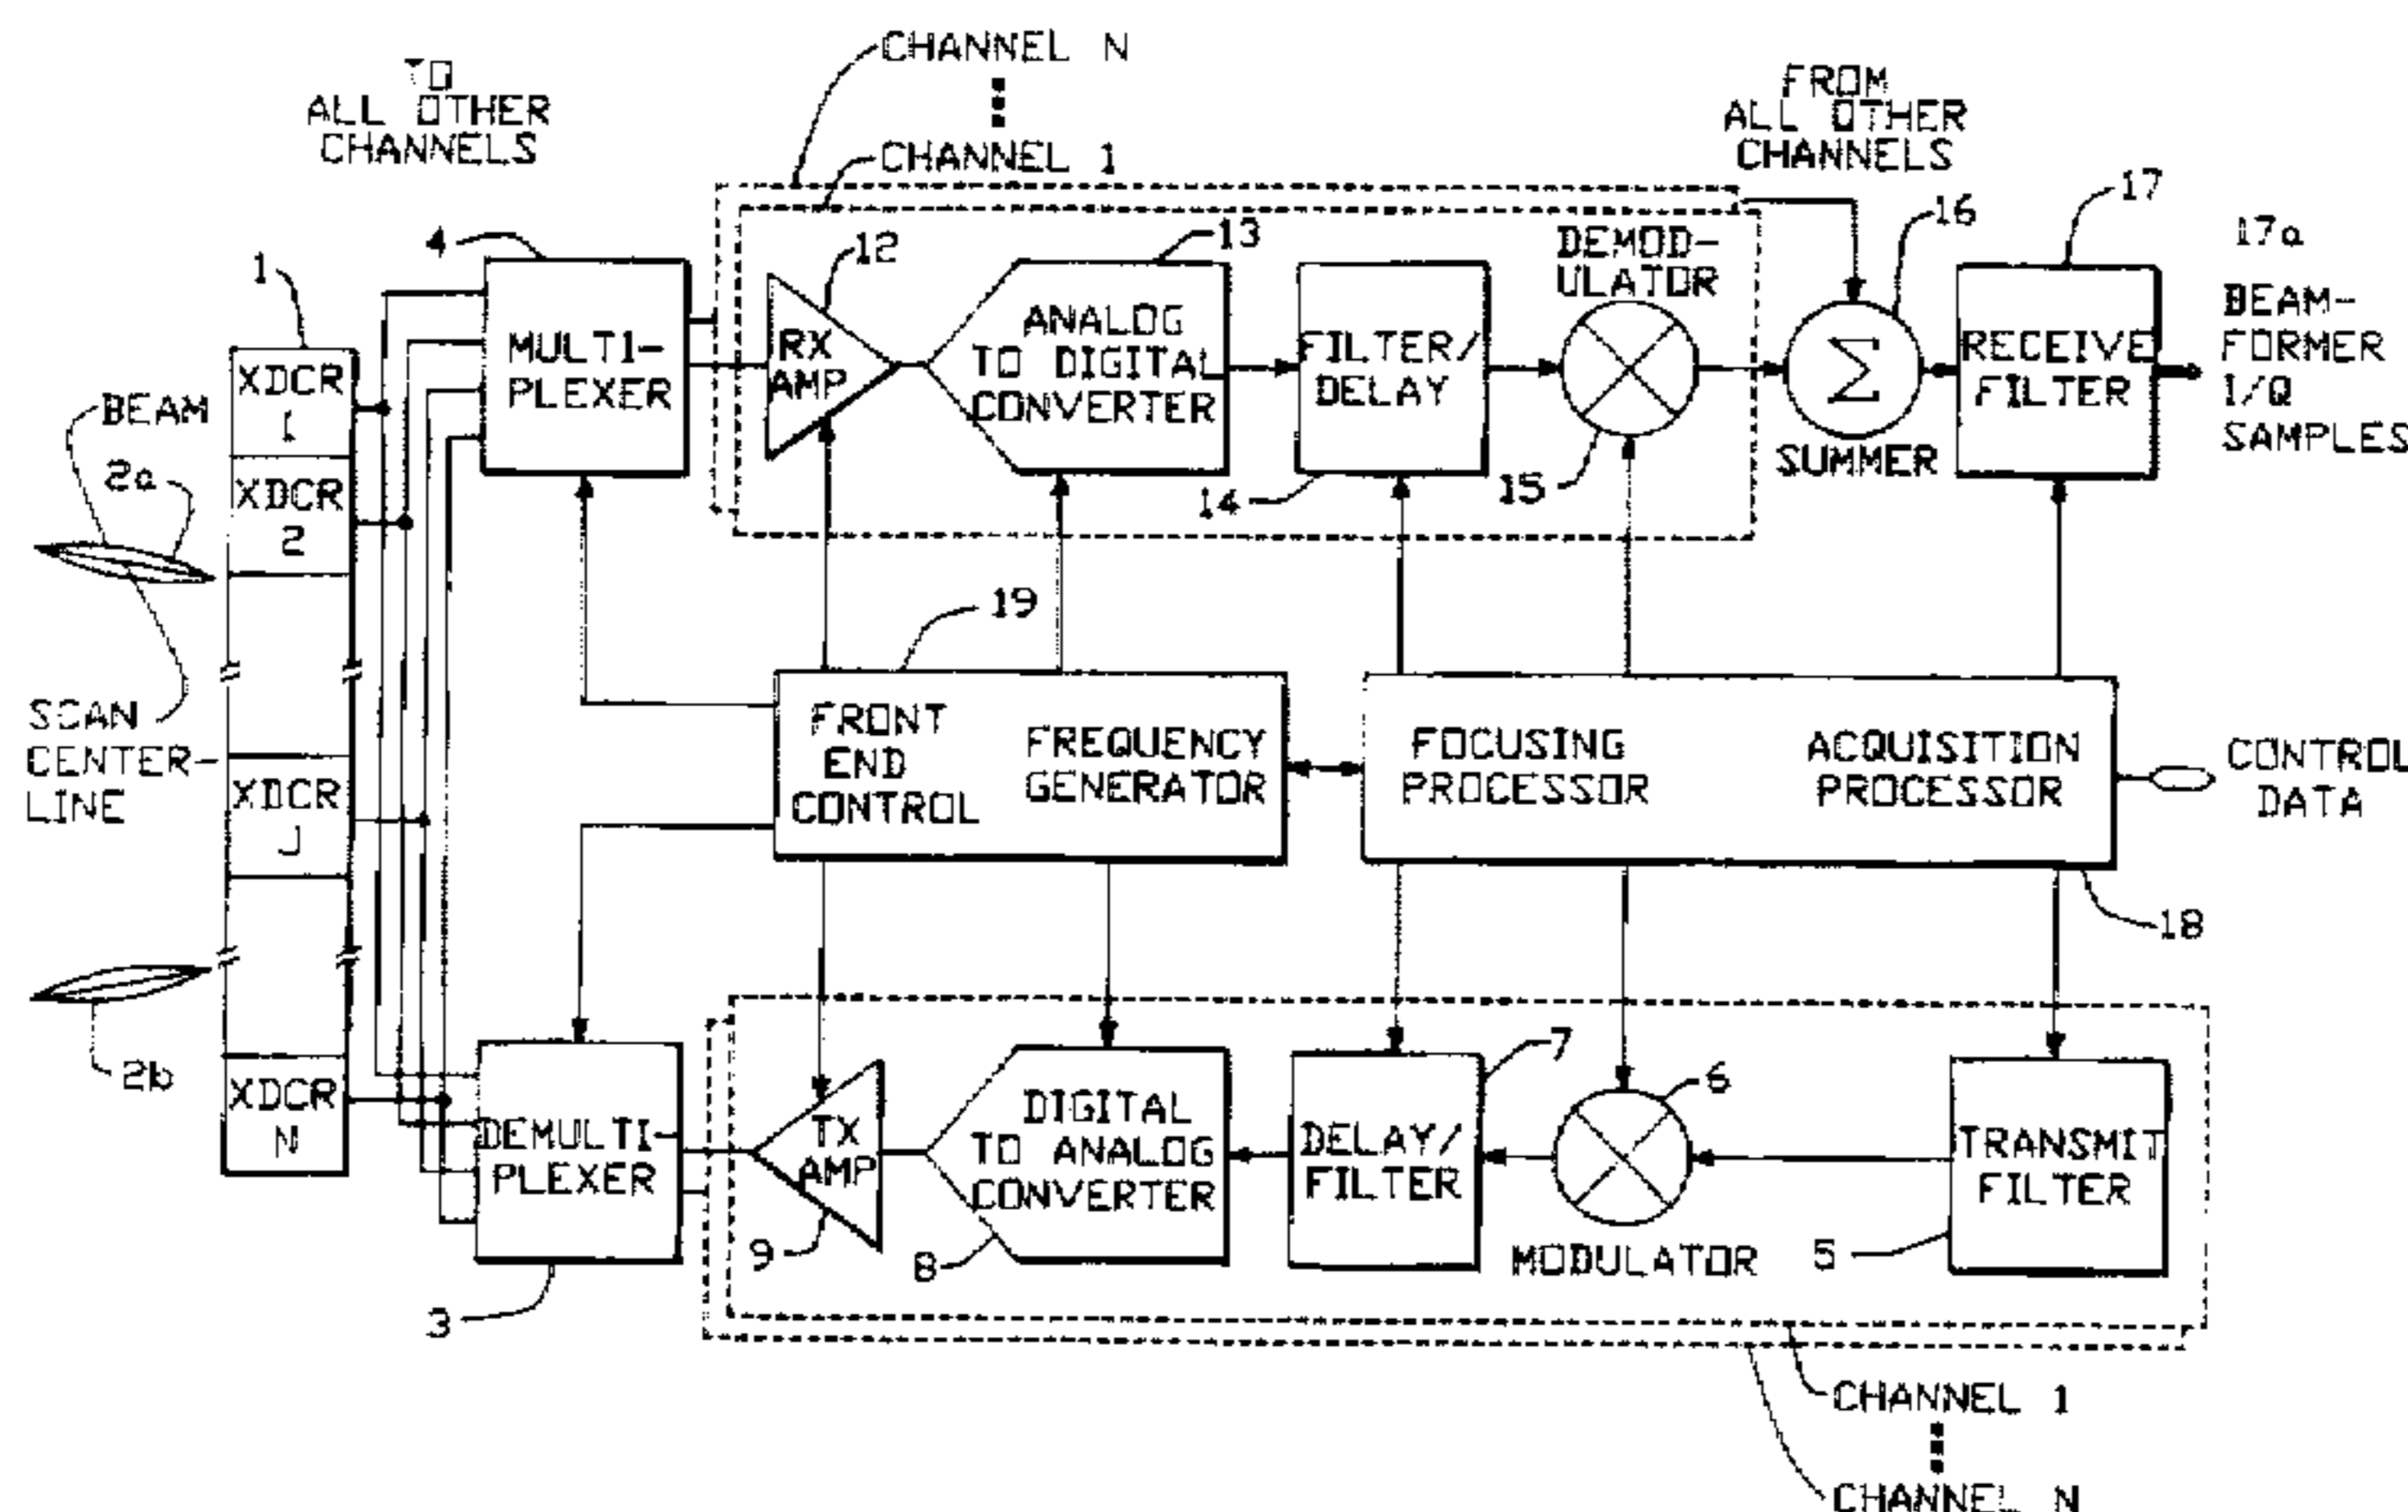 TO
ALL OTHER
CHANNELS
CHANNEL N
CHANNEL 1
FROM
ALL OTHER
CHANNELS
1
4
12
13
DEMOD-
ULATOR
16
17
17a
XDCR
1
XDCR
2
XDCR
J
XDCR
N
BEAM
2a
SCAN
CENTER-
LINE
2b
MULTI-
PLEXER
RX
AMP
ANALOG
TO DIGITAL
CONVERTER
FILTER/
DELAY
14
15
Σ
SUMMER
RECEIVE
FILTER
BEAM-
FORMER
I/Q
SAMPLES
19
FRONT
END
CONTROL
FREQUENCY
GENERATOR
FOCUSING
PROCESSOR
ACQUISITION
PROCESSOR
CONTROL
DATA
18
DEMULTI-
PLEXER
3
TX
AMP
9
DIGITAL
TO ANALOG
CONVERTER
8
DELAY/
FILTER
7
6
MODULATOR
TRANSMIT
FILTER
5
CHANNEL 1
CHANNEL N